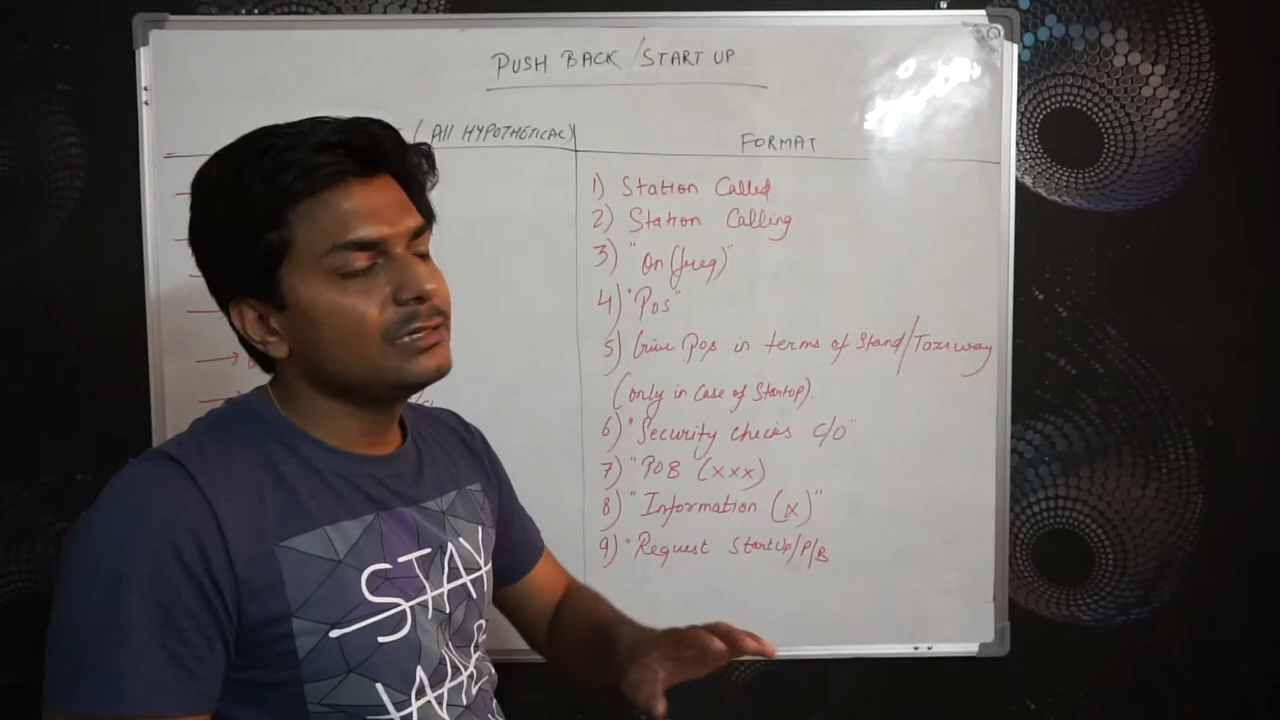 PUSH BACK / START UP
(All HYPOTHETICAL)
FORMAT
1) Station Called
2) Station Calling
3) "On (freq)"
4) "Pos"
5) Give Pos in terms of Stand/Taxiway
(only in case of Startup).
6) "Security checks c/o"
7) "POB (xxx)
8) "Information (x)"
9) "Request StartUp/P/B
STAY